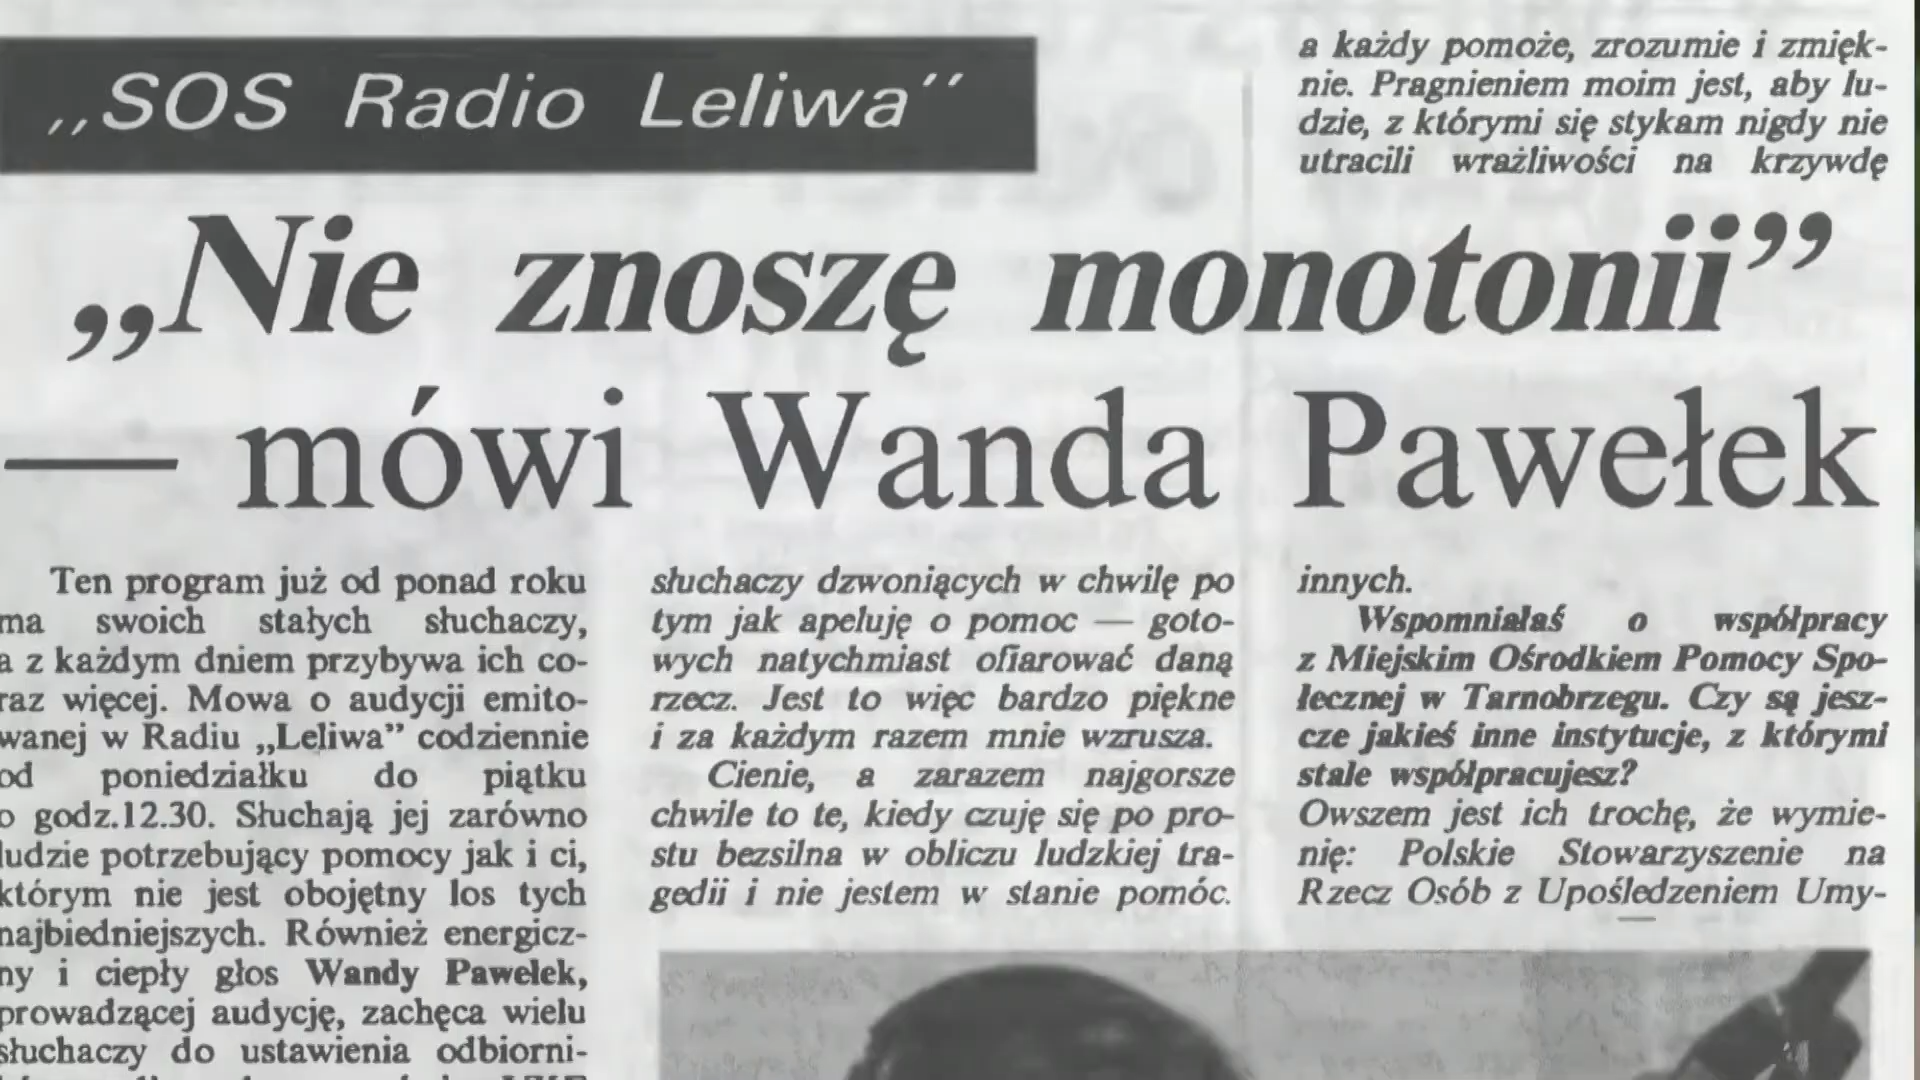 „SOS Radio Leliwa”
„Nie znoszę monotonii”
— mówi Wanda Pawełek
Ten program już od ponad roku
ma swoich stałych słuchaczy,
a z każdym dniem przybywa ich co-
raz więcej. Mowa o audycji emito-
wanej w Radiu „Leliwa” codziennie
od poniedziałku do piątku
o godz.12.30. Słuchają jej zarówno
ludzie potrzebujący pomocy jak i ci,
którym nie jest obojętny los tych
najbiedniejszych. Również energicz-
ny i ciepły głos Wandy Pawełek,
prowadzącej audycję, zachęca wielu
słuchaczy do ustawienia odbiorni-
słuchaczy dzwoniących w chwilę po
tym jak apeluję o pomoc — goto-
wych natychmiast ofiarować daną
rzecz. Jest to więc bardzo piękne
i za każdym razem mnie wzrusza.
Cienie, a zarazem najgorsze
chwile to te, kiedy czuję się po pro-
stu bezsilna w obliczu ludzkiej tra-
gedii i nie jestem w stanie pomóc.
a każdy pomoże, zrozumie i zmięk-
nie. Pragnieniem moim jest, aby lu-
dzie, z którymi się stykam nigdy nie
utracili wrażliwości na krzywdę
innych.
Wspomniałaś o współpracy
z Miejskim Ośrodkiem Pomocy Spo-
łecznej w Tarnobrzegu. Czy są jesz-
cze jakieś inne instytucje, z którymi
stale współpracujesz?
Owszem jest ich trochę, że wymie-
nię: Polskie Stowarzyszenie na
Rzecz Osób z Upośledzeniem Umy-